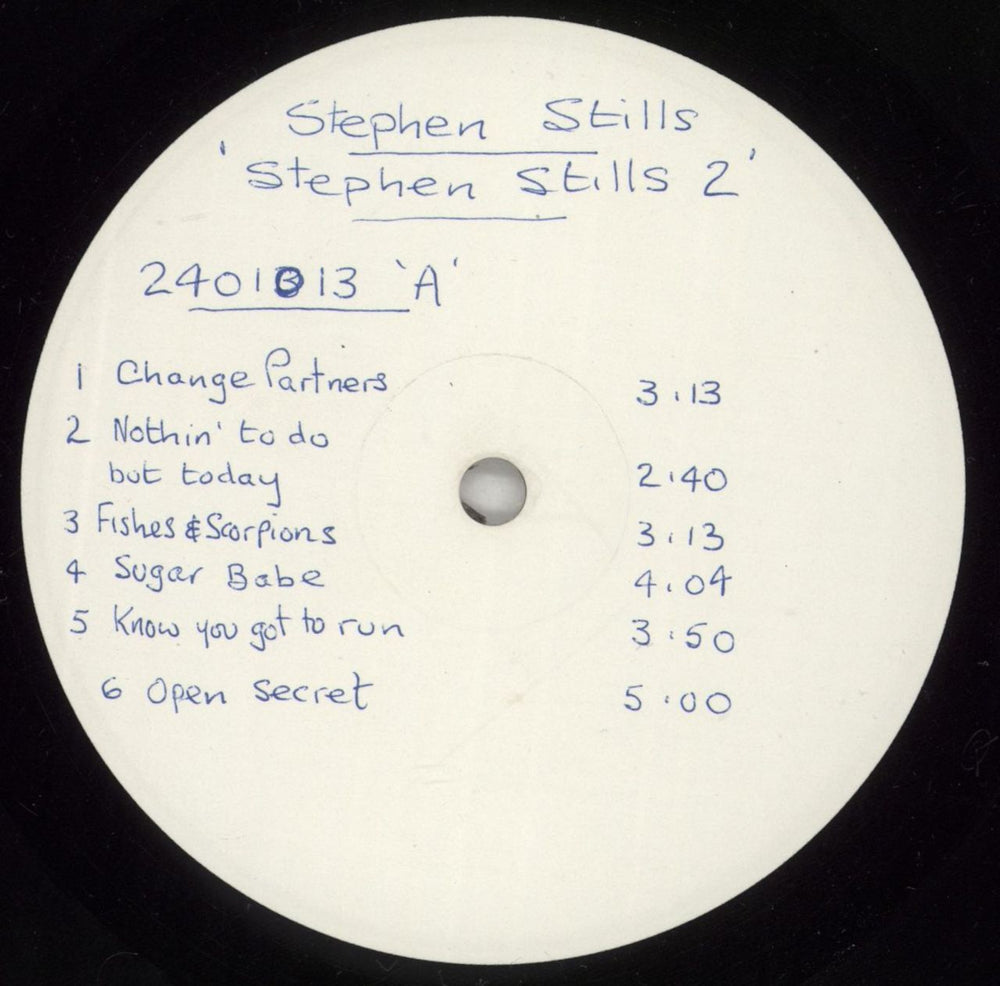 Stephen Stills
'Stephen Stills 2'
2401013 'A'
1 Change Partners 3.13
2 Nothin' to do
but today 2.40
3 Fishes & Scorpions 3.13
4 Sugar Babe 4.04
5 Know you got to run 3:50
6 Open secret 5.00